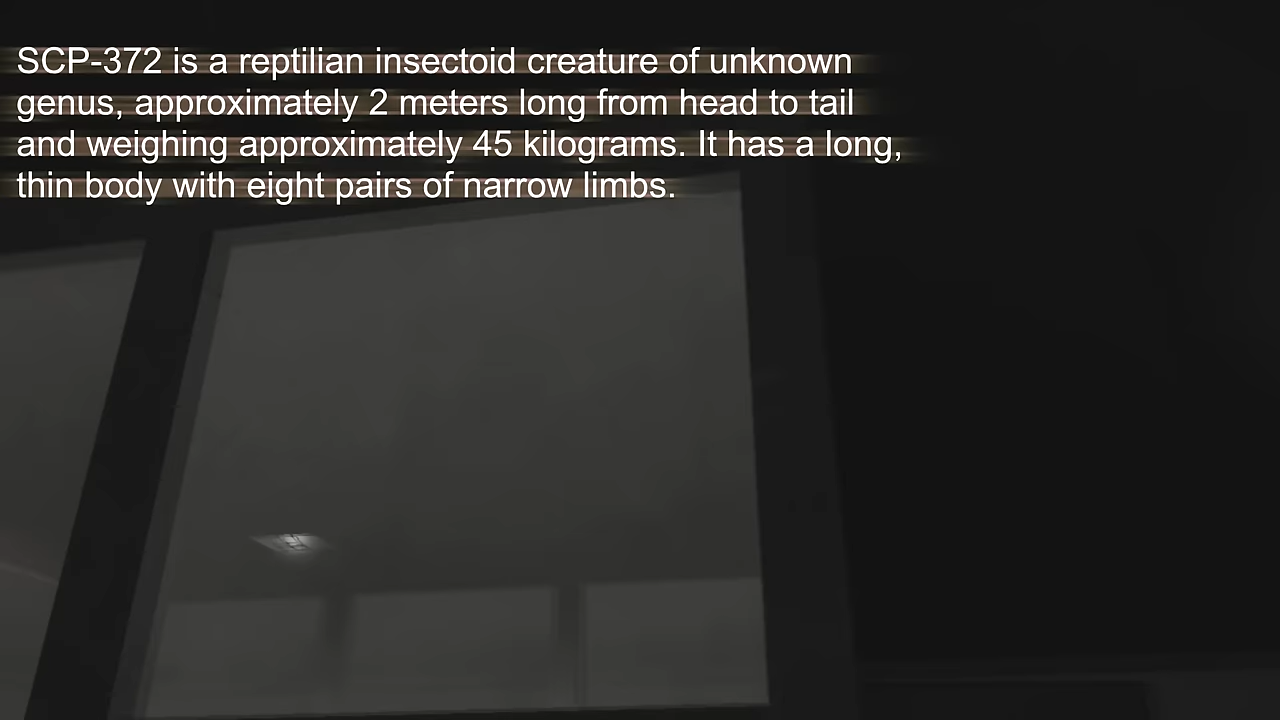 SCP-372 is a reptilian insectoid creature of unknown
genus, approximately 2 meters long from head to tail
and weighing approximately 45 kilograms. It has a long,
thin body with eight pairs of narrow limbs.